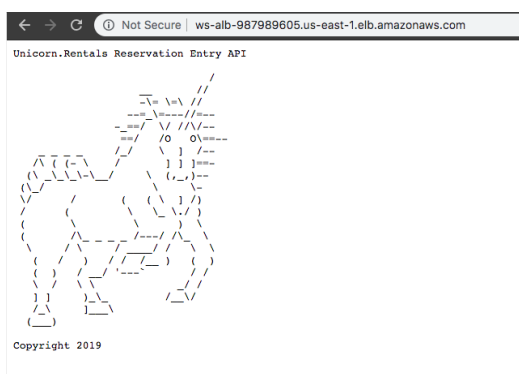 Not Secure | ws-alb-987989605.us-east-1.elb.amazonaws.com
Unicorn.Rentals Reservation Entry API
Copyright 2019